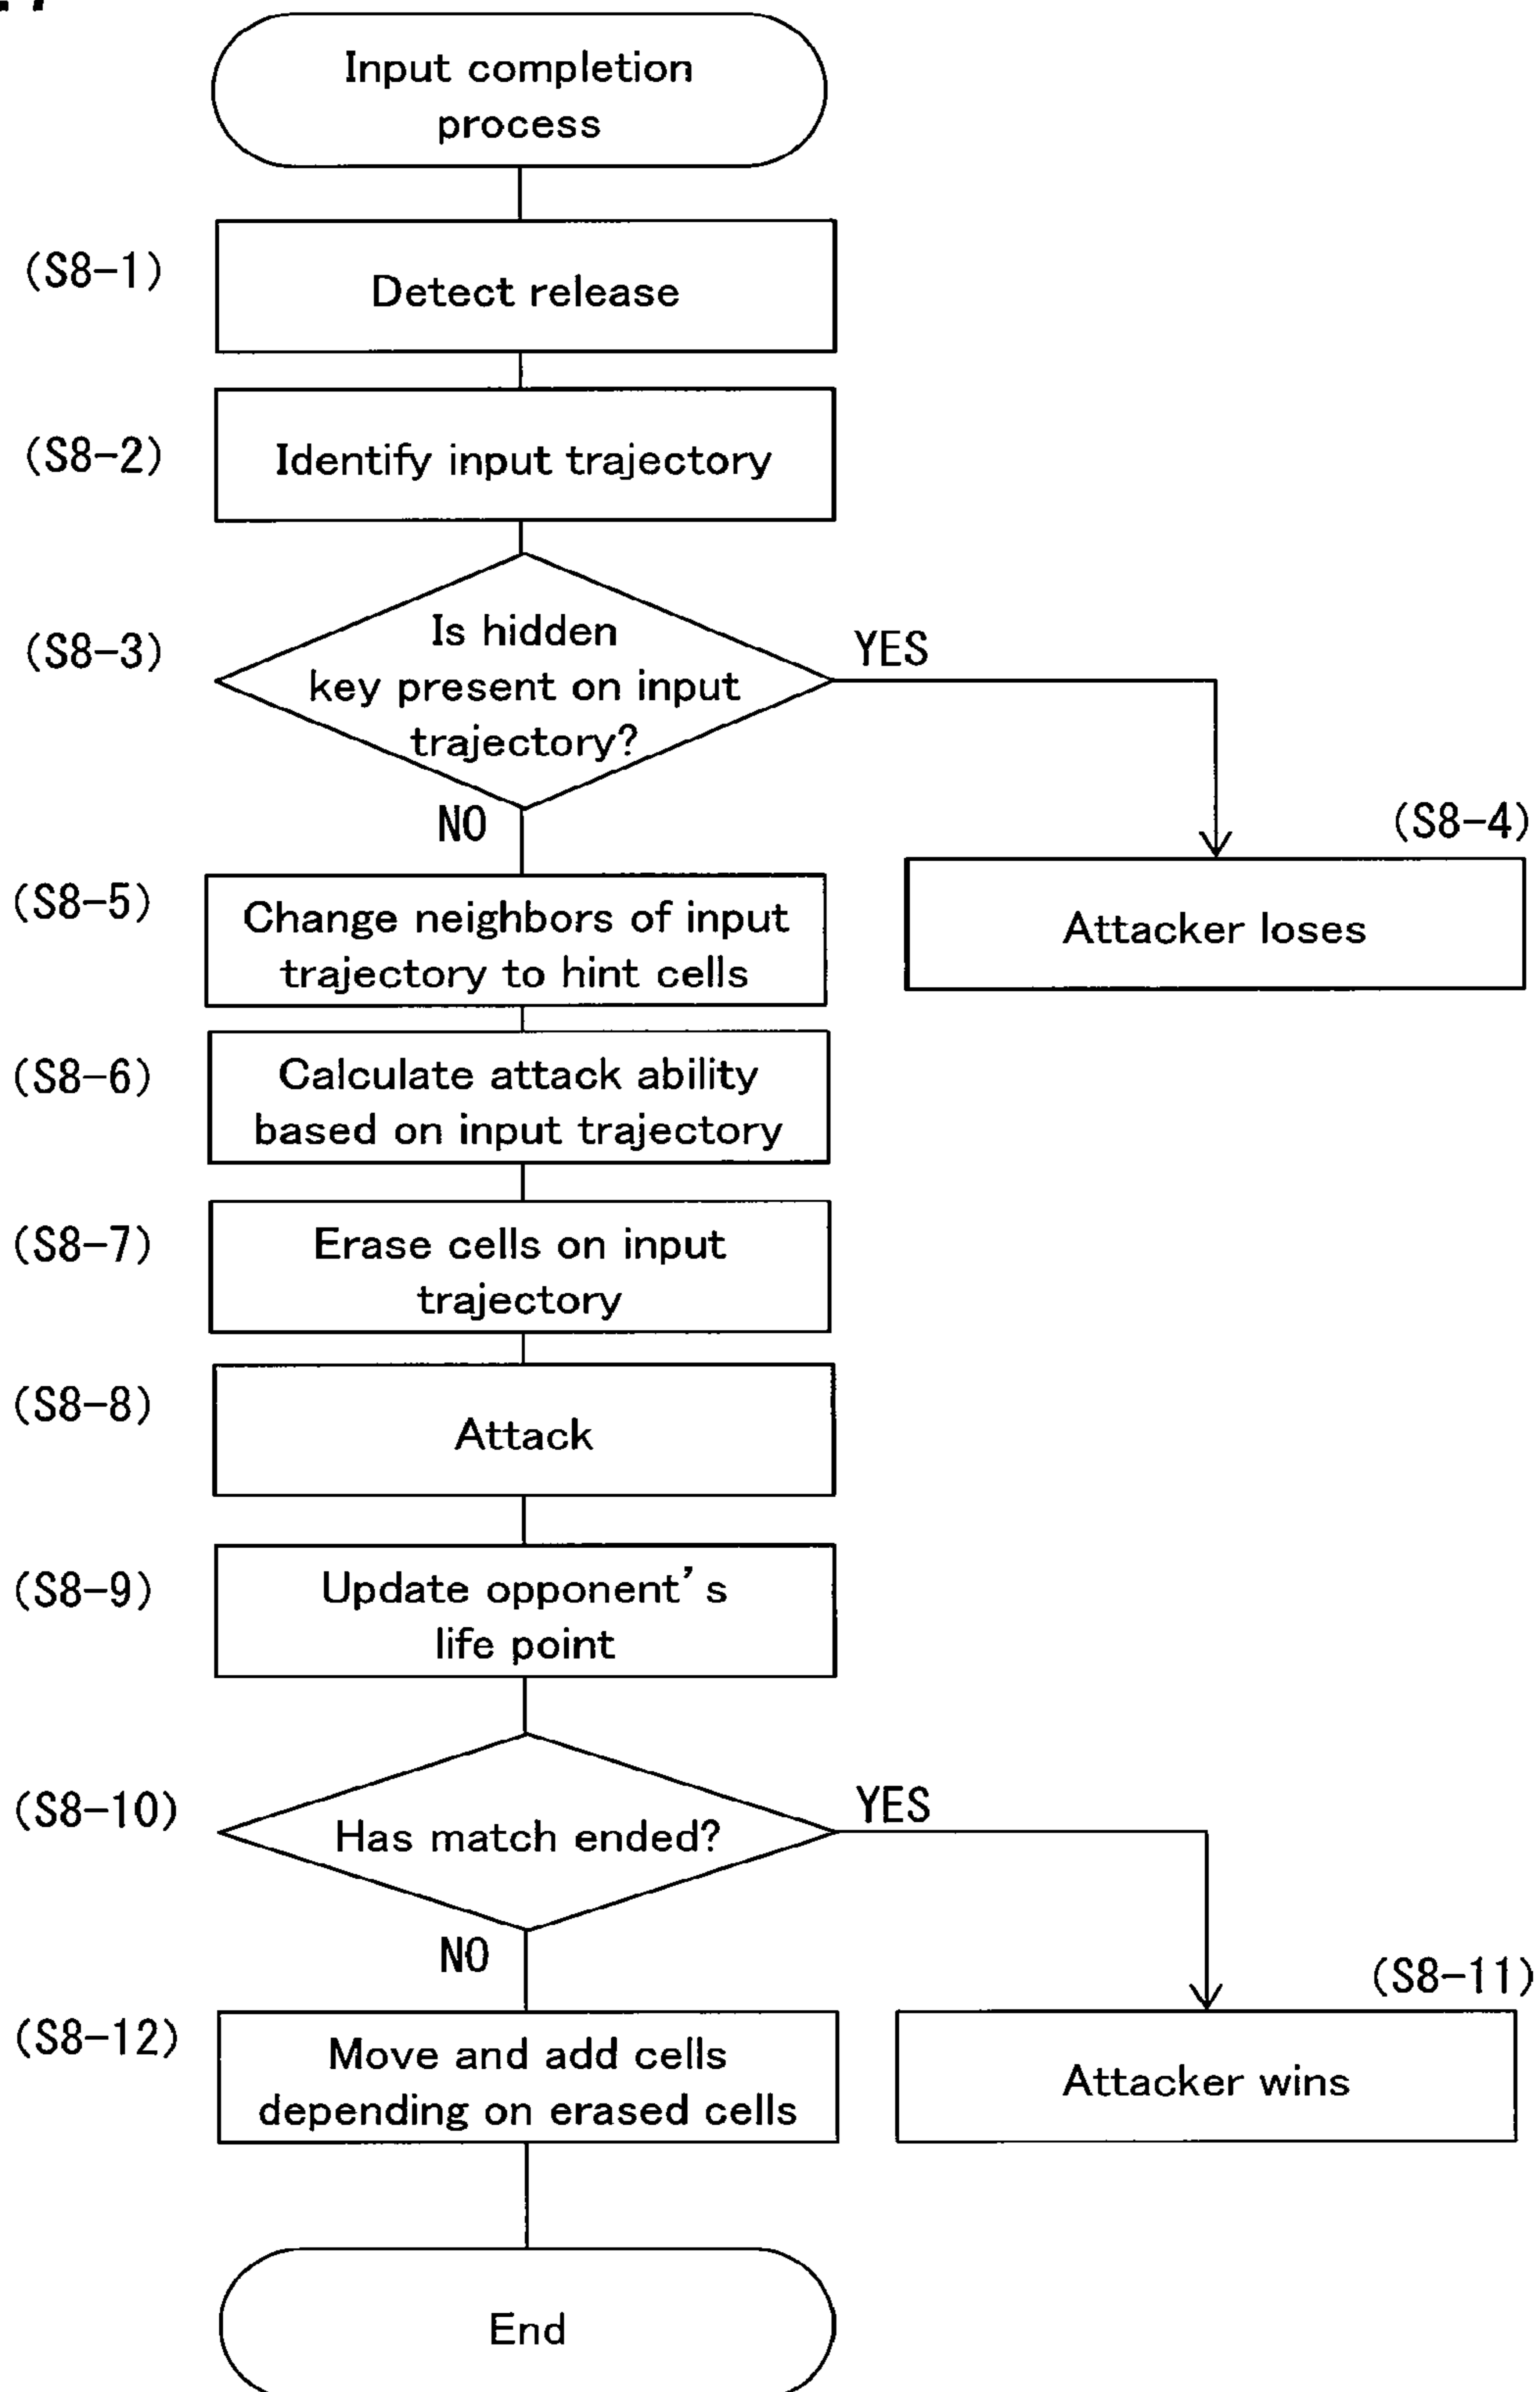 Input completion
process
(S8-1)
Detect release
(S8-2)
Identify input trajectory
(S8-3)
Is hidden
key present on input
trajectory?
YES
NO
(S8-4)
Attacker loses
(S8-5)
Change neighbors of input
trajectory to hint cells
(S8-6)
Calculate attack ability
based on input trajectory
(S8-7)
Erase cells on input
trajectory
(S8-8)
Attack
(S8-9)
Update opponent's
life point
(S8-10)
Has match ended?
YES
NO
(S8-11)
Attacker wins
(S8-12)
Move and add cells
depending on erased cells
End